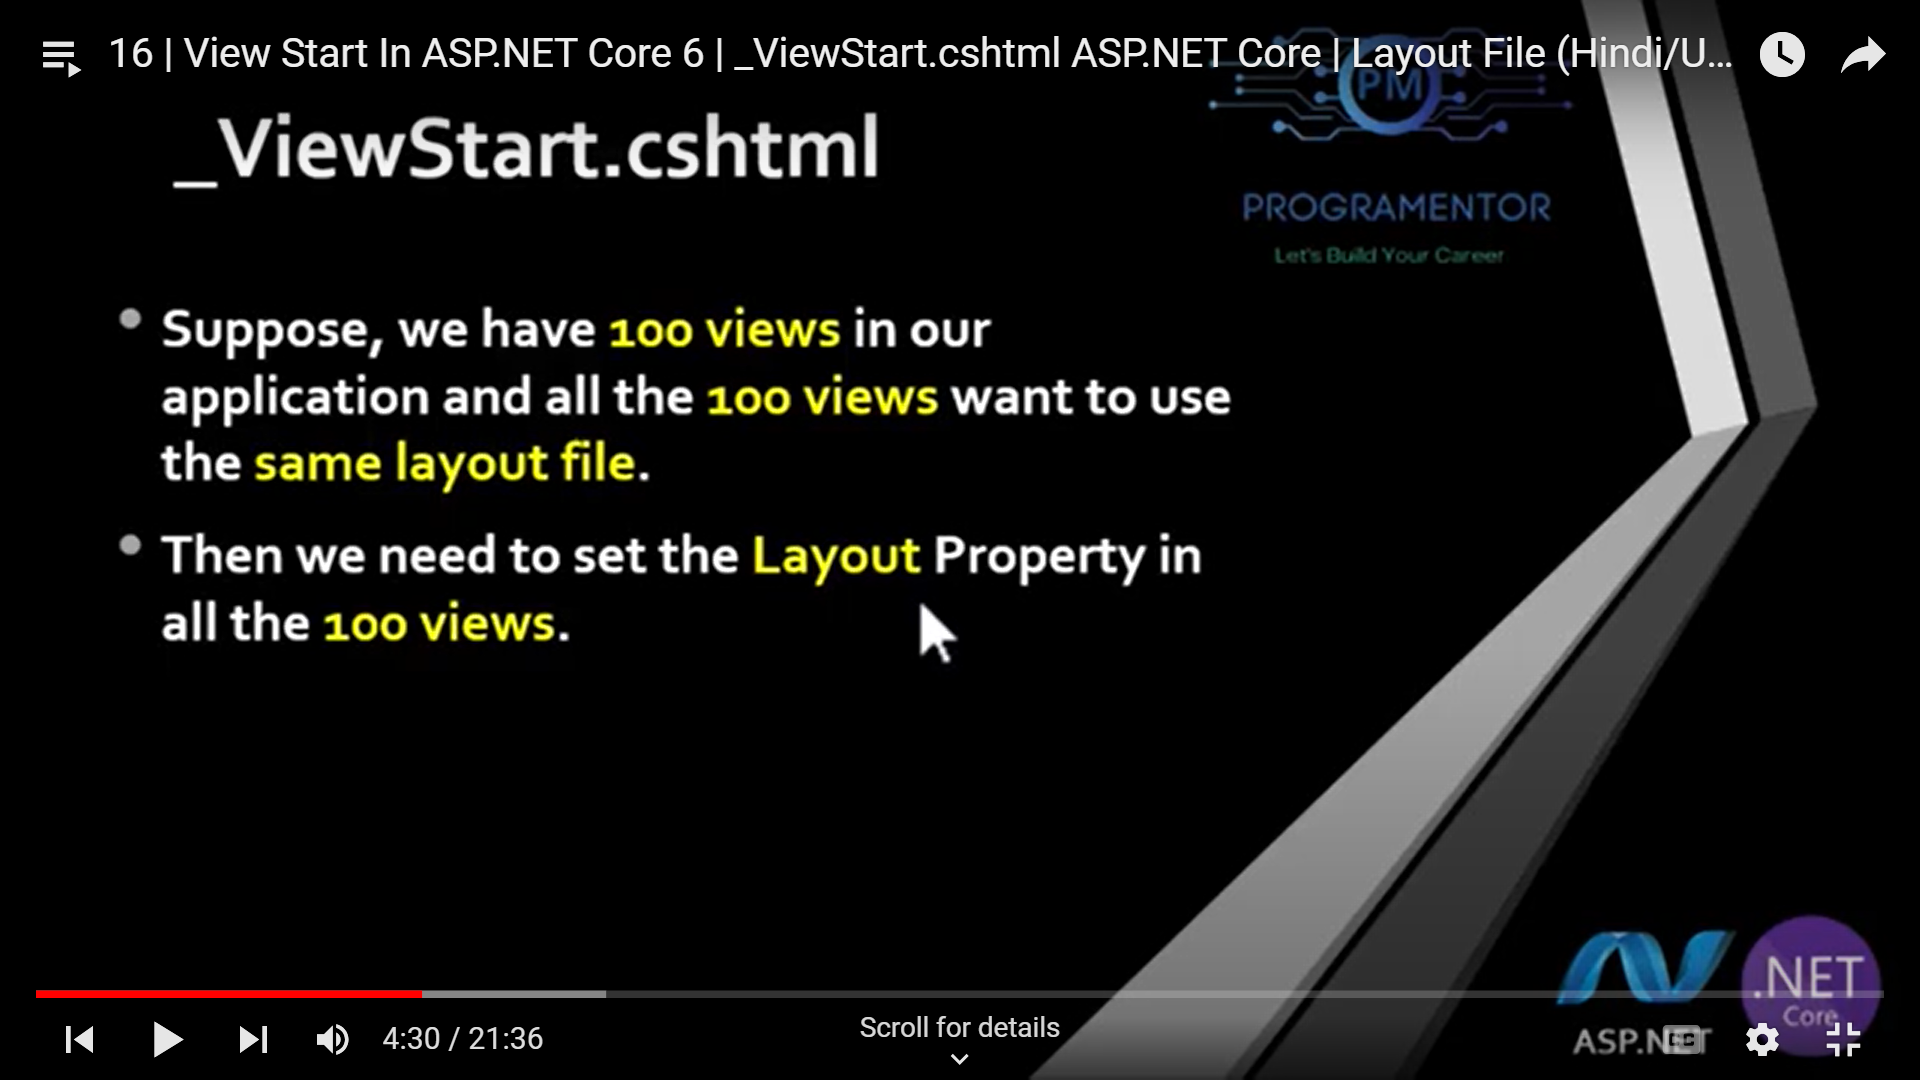 16 | View Start In ASP.NET Core 6 | _ViewStart.cshtml ASP.NET Core | Layout File (Hindi/U...
PM
_ViewStart.cshtml
PROGRAMENTOR
Let's Build Your Career
• Suppose, we have 100 views in our
application and all the 100 views want to use
the same layout file.
• Then we need to set the Layout Property in
all the 100 views.
.NET
Core
4:30 / 21:36
Scroll for details
ASP.NET